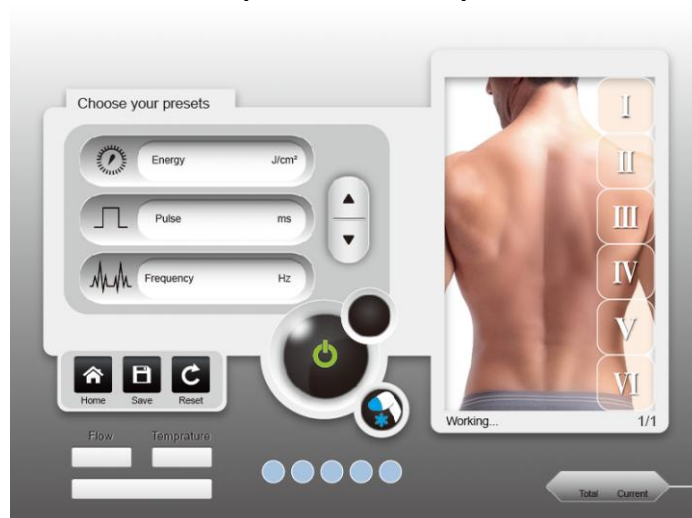 Choose your presets
Energy J/cm²
Pulse ms
Frequency Hz
I
II
III
IV
V
VI
Home Save Reset
Working... 1/1
Flow Temprature
Total Current